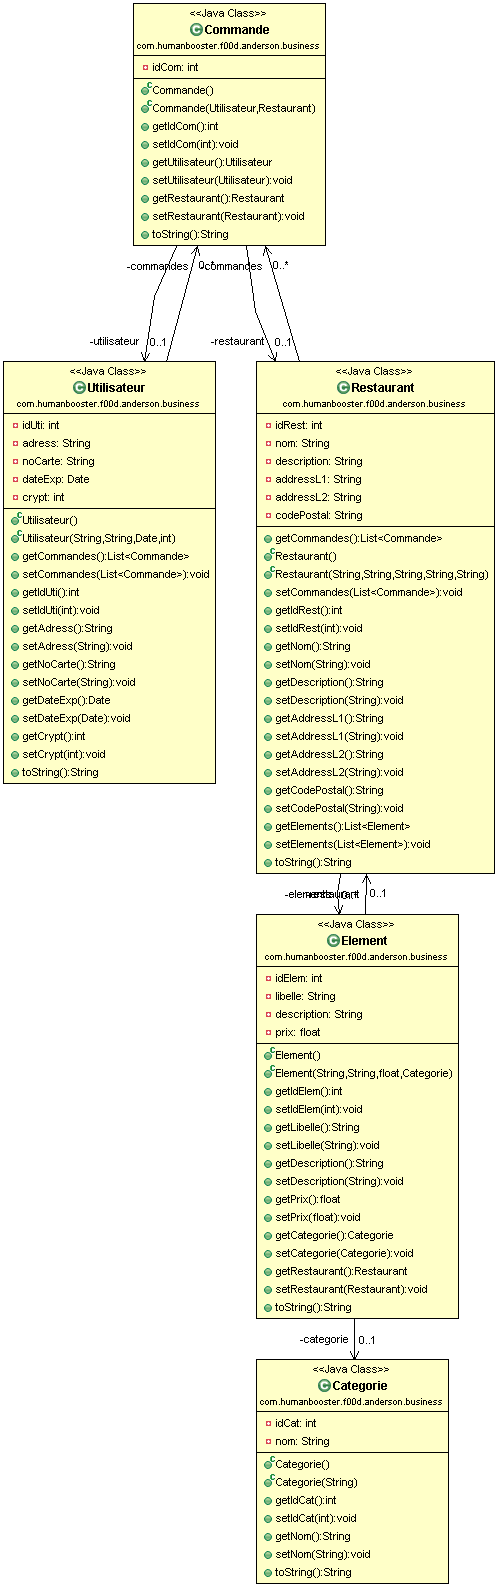 <<Java Class>>
Commande
com.humanbooster.f00d.anderson.business
idCom: int
Commande()
Commande(Utilisateur,Restaurant)
getIdCom():int
setIdCom(int):void
getUtilisateur():Utilisateur
setUtilisateur(Utilisateur):void
getRestaurant():Restaurant
setRestaurant(Restaurant):void
toString():String
-commandes 0..*
-commandes 0..*
-utilisateur 0..1
-restaurant 0..1
<<Java Class>>
Utilisateur
com.humanbooster.f00d.anderson.business
idUti: int
adress: String
noCarte: String
dateExp: Date
crypt: int
Utilisateur()
Utilisateur(String,String,Date,int)
getCommandes():List<Commande>
setCommandes(List<Commande>):void
getIdUti():int
setIdUti(int):void
getAdress():String
setAdress(String):void
getNoCarte():String
setNoCarte(String):void
getDateExp():Date
setDateExp(Date):void
getCrypt():int
setCrypt(int):void
toString():String
<<Java Class>>
Restaurant
com.humanbooster.f00d.anderson.business
idRest: int
nom: String
description: String
addressL1: String
addressL2: String
codePostal: String
getCommandes():List<Commande>
Restaurant()
Restaurant(String,String,String,String,String)
setCommandes(List<Commande>):void
getIdRest():int
setIdRest(int):void
getNom():String
setNom(String):void
getDescription():String
setDescription(String):void
getAddressL1():String
setAddressL1(String):void
getAddressL2():String
setAddressL2(String):void
getCodePostal():String
setCodePostal(String):void
getElements():List<Element>
setElements(List<Element>):void
toString():String
-elements 0..*
-restaurant 0..1
<<Java Class>>
Element
com.humanbooster.f00d.anderson.business
idElem: int
libelle: String
description: String
prix: float
Element()
Element(String,String,float,Categorie)
getIdElem():int
setIdElem(int):void
getLibelle():String
setLibelle(String):void
getDescription():String
setDescription(String):void
getPrix():float
setPrix(float):void
getCategorie():Categorie
setCategorie(Categorie):void
getRestaurant():Restaurant
setRestaurant(Restaurant):void
toString():String
-categorie 0..1
<<Java Class>>
Categorie
com.humanbooster.f00d.anderson.business
idCat: int
nom: String
Categorie()
Categorie(String)
getIdCat():int
setIdCat(int):void
getNom():String
setNom(String):void
toString():String